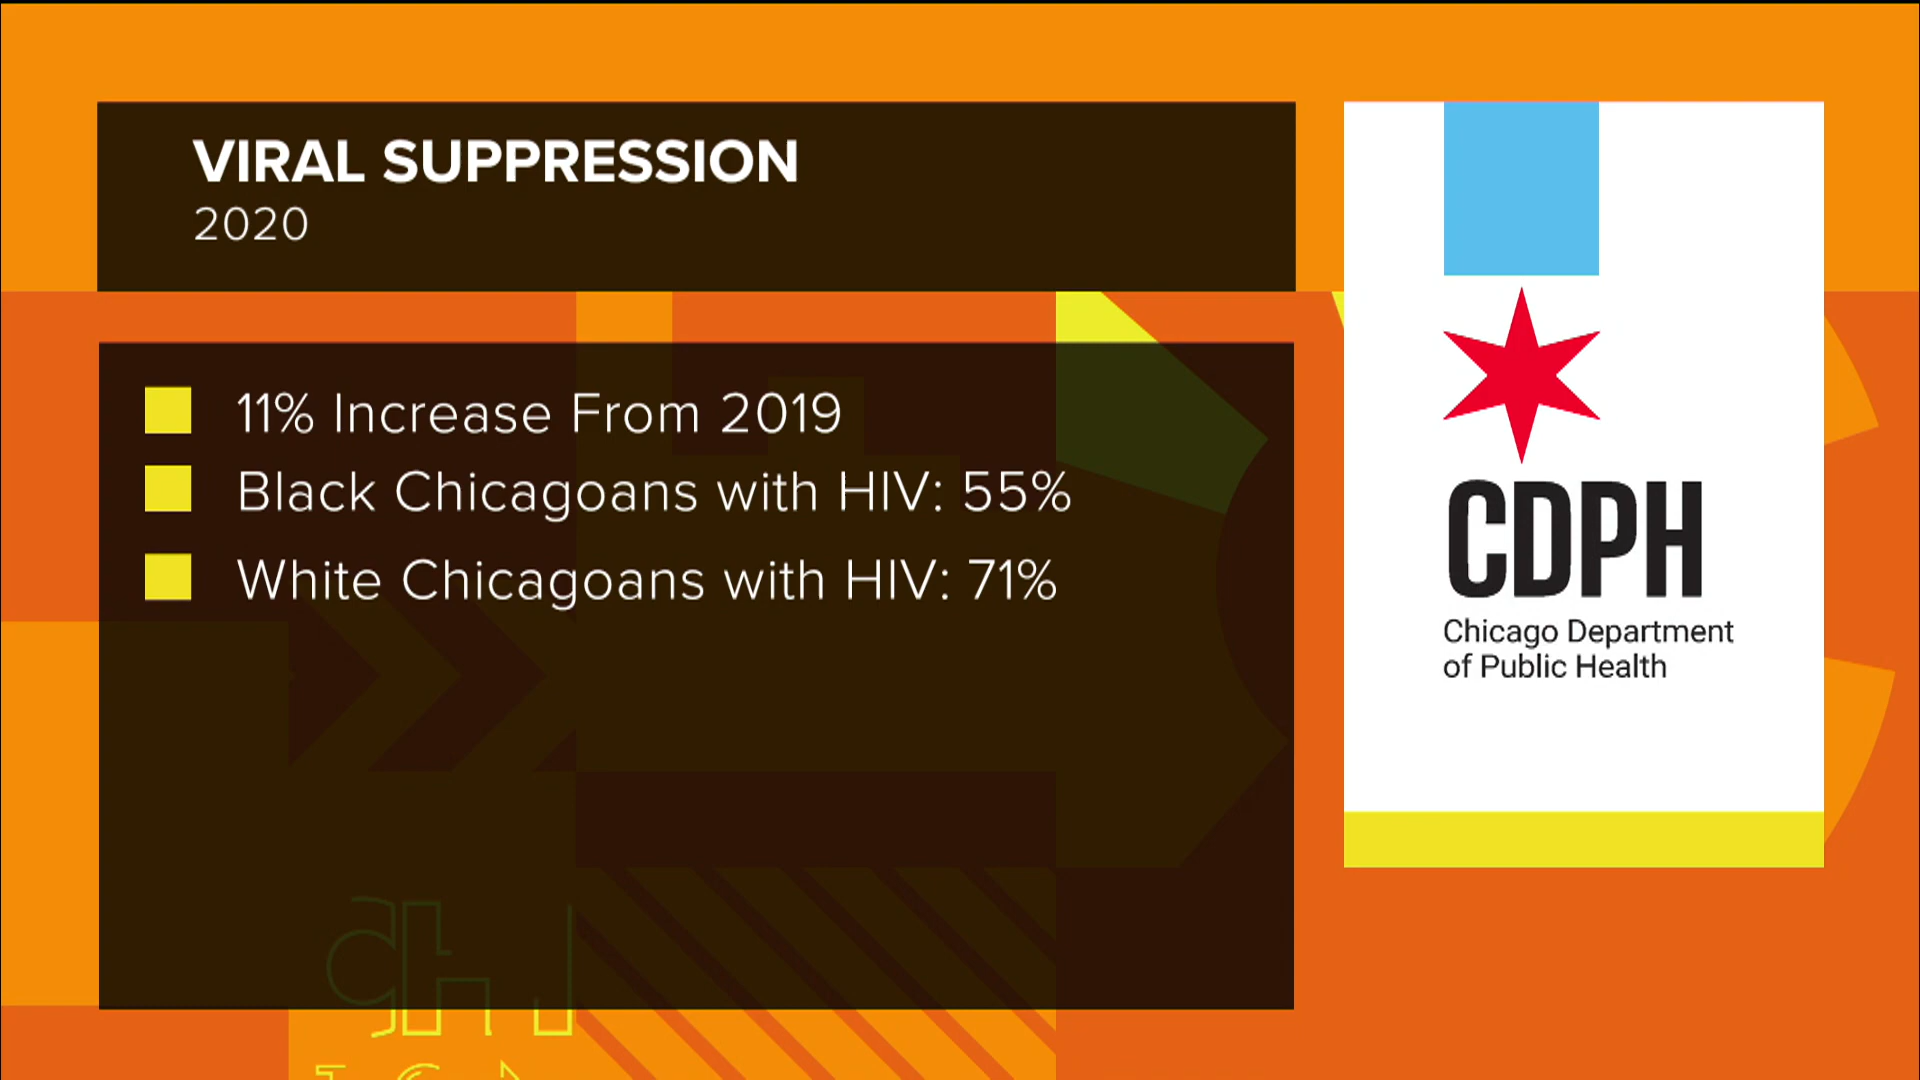 VIRAL SUPPRESSION
2020
11% Increase From 2019
Black Chicagoans with HIV: 55%
White Chicagoans with HIV: 71%
CDPH
Chicago Department
of Public Health
CHI